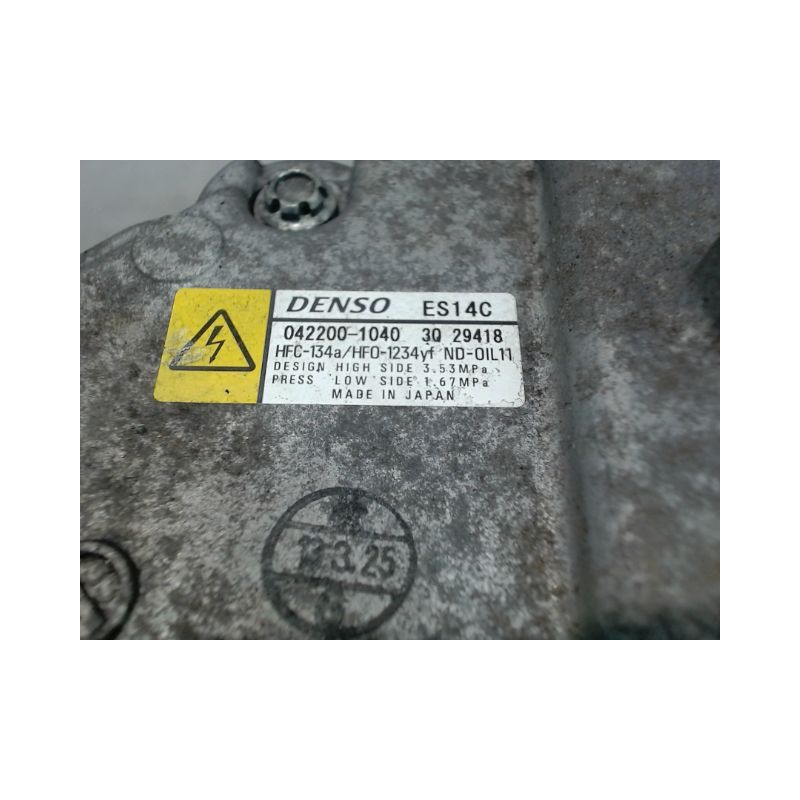 DENSO ES14C
042200-1040 3Q 29418
HFC-134a/HFO-1234yf ND-OIL11
DESIGN HIGH SIDE 3.53MPa
PRESS LOW SIDE 1.67MPa
MADE IN JAPAN
13.3.25